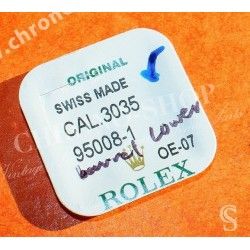 ORIGINAL
SWISS MADE
CAL.3035
95008-1
barrel lower
OE-07
ROLEX
S